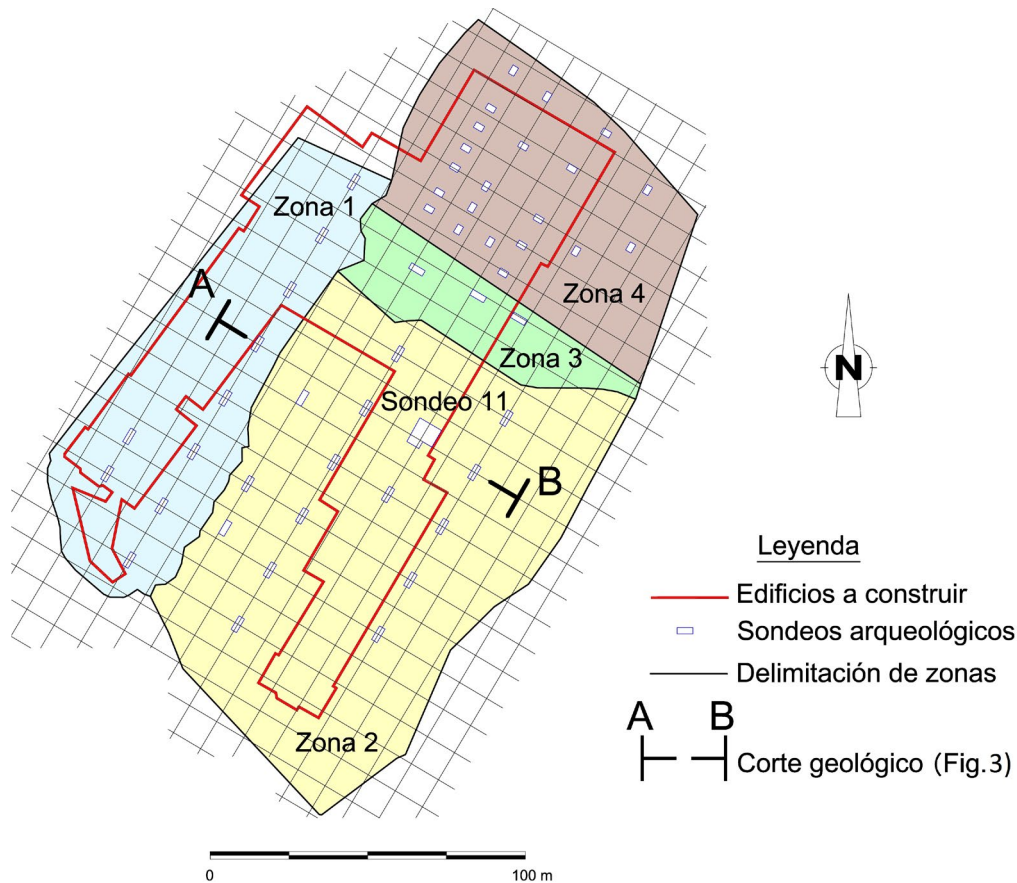 Zona 1
A
Zona 4
Zona 3
Sondeo 11
B
N
Zona 2
Leyenda
Edificios a construir
Sondeos arqueológicos
Delimitación de zonas
A B
Corte geológico (Fig.3)
0 100 m